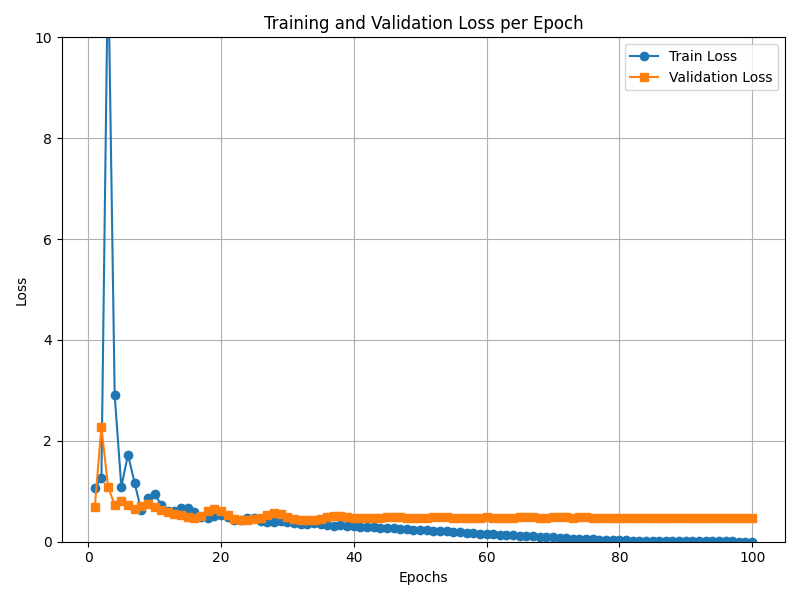 Training and Validation Loss per Epoch
Train Loss
Validation Loss
Loss
10
8
6
4
2
0
0 20 40 60 80 100
Epochs